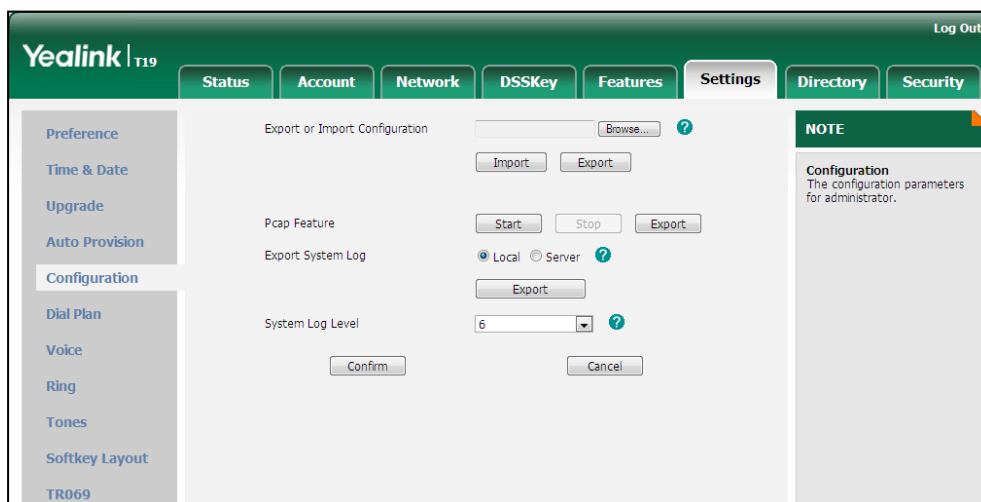 Log Out
Yealink T19
Status Account Network DSSKey Features Settings Directory Security
Preference
Time & Date
Upgrade
Auto Provision
Configuration
Dial Plan
Voice
Ring
Tones
Softkey Layout
TR069
Export or Import Configuration Browse... ?
Import Export
Pcap Feature Start Stop Export
Export System Log Local Server ?
Export
System Log Level 6 ?
Confirm Cancel
NOTE
Configuration
The configuration parameters
for administrator.